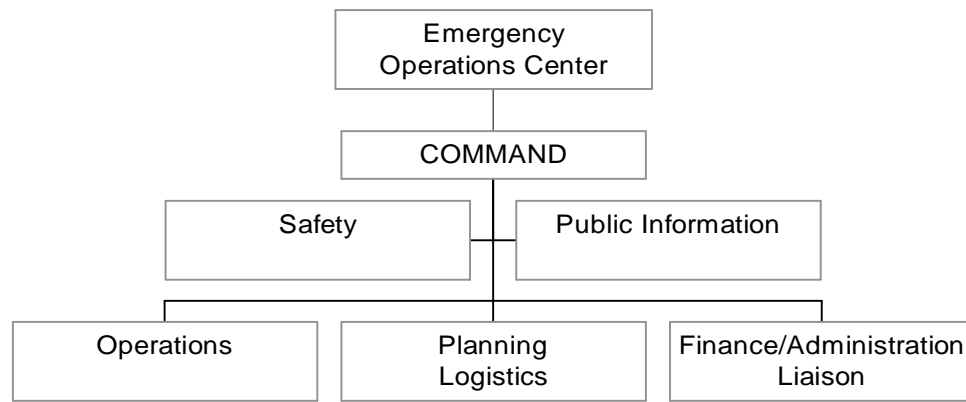 Emergency
Operations Center
COMMAND
Safety
Public Information
Operations
Planning
Logistics
Finance/Administration
Liaison